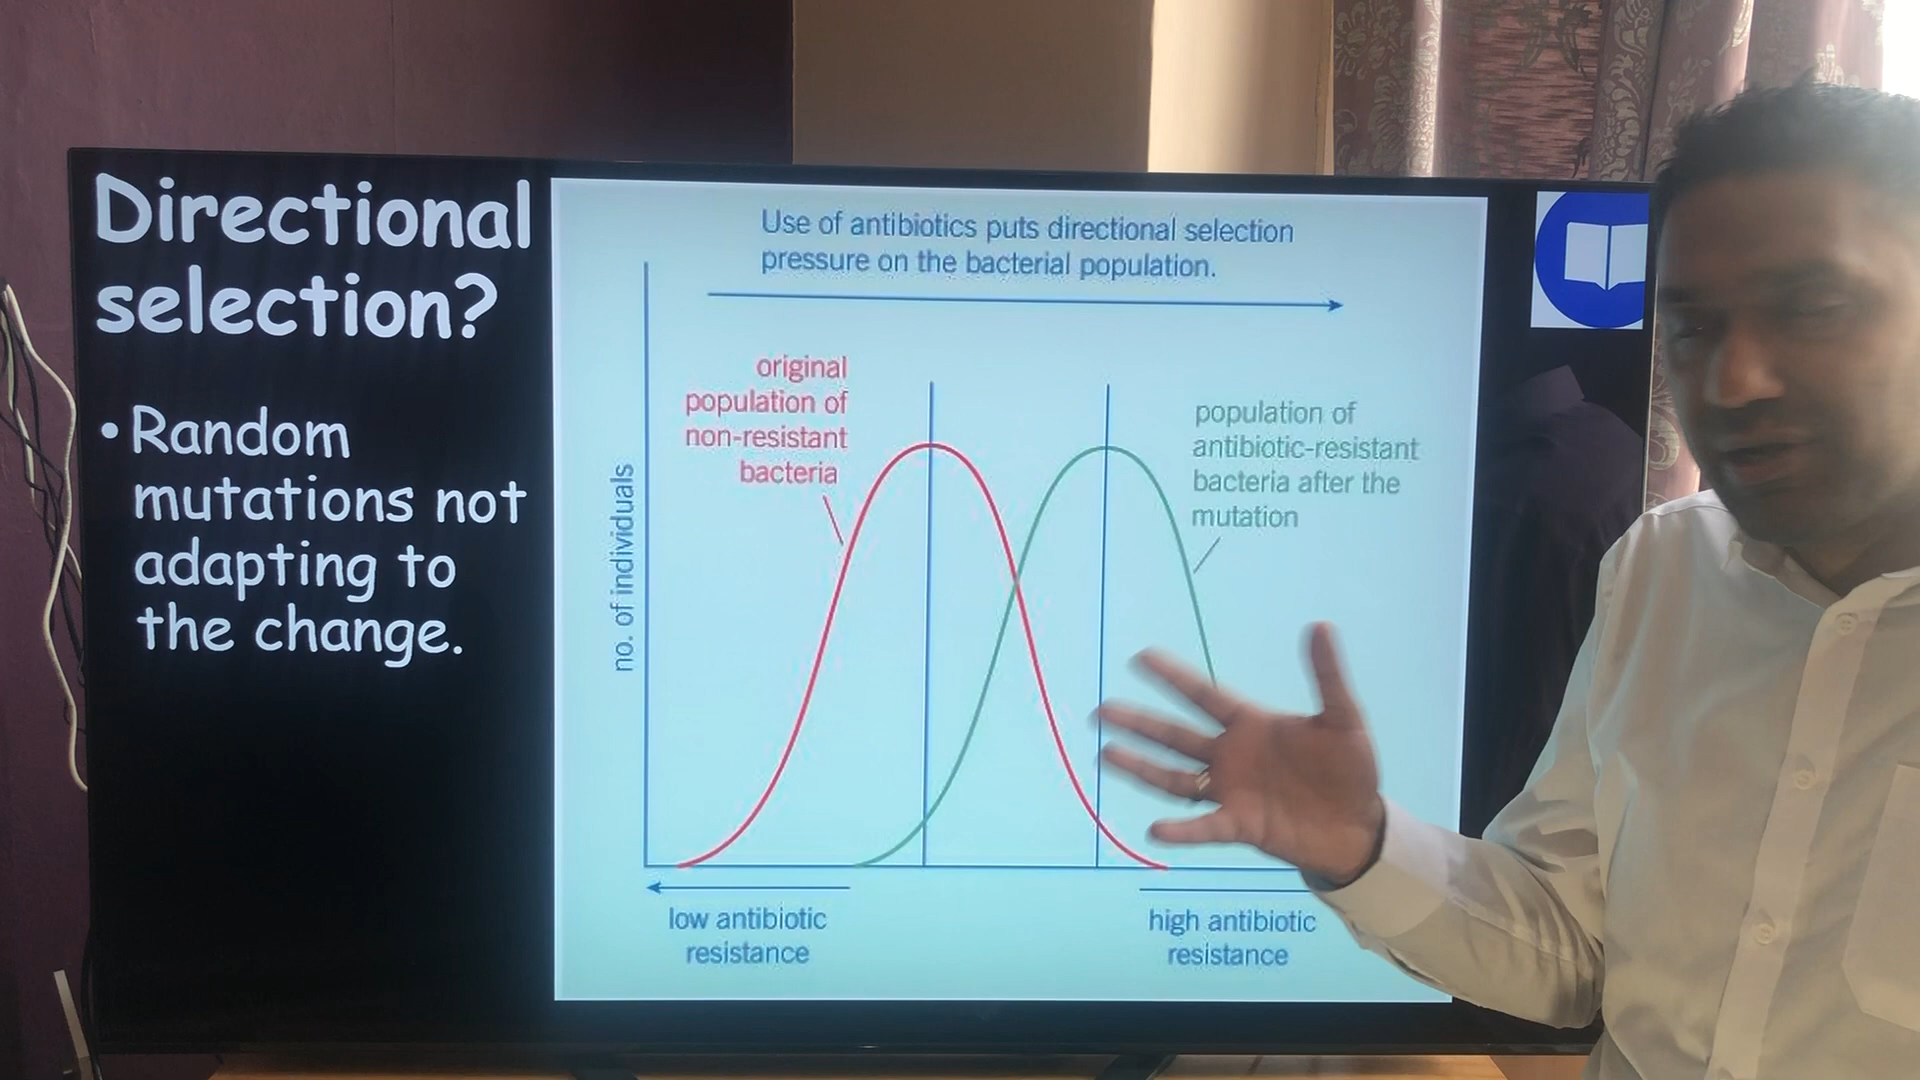 Directional
selection?
• Random
mutations not
adapting to
the change.
Use of antibiotics puts directional selection
pressure on the bacterial population.
original
population of
non-resistant
bacteria
population of
antibiotic-resistant
bacteria after the
mutation
no. of individuals
low antibiotic
resistance
high antibiotic
resistance